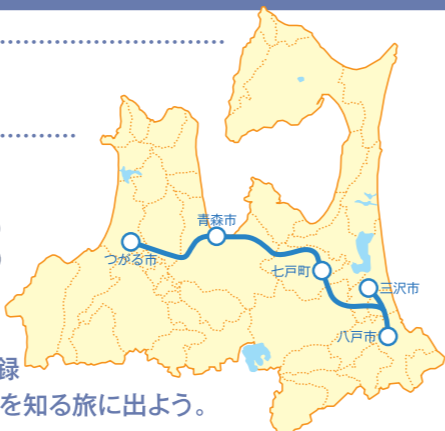 青森市
つがる市
七戸町
三沢市
八戸市
録
を知る旅に出よう。